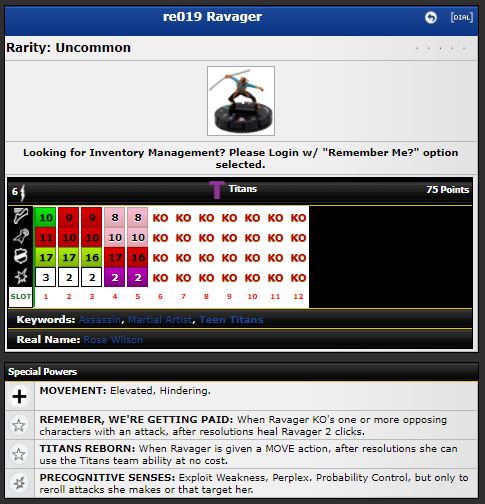 re019 Ravager [DIAL]
Rarity: Uncommon
Looking for Inventory Management? Please Login w/ "Remember Me?" option
selected.
6 T Titans 75 Points
10 9 9 8 8 KO KO KO KO KO KO KO
11 10 10 10 10 KO KO KO KO KO KO KO
17 17 16 17 16 KO KO KO KO KO KO KO
3 2 2 2 2 KO KO KO KO KO KO KO
SLOT 1 2 3 4 5 6 7 8 9 10 11 12
Keywords: Assassin, Martial Artist, Teen Titans
Real Name: Rose Wilson
Special Powers
MOVEMENT: Elevated, Hindering.
REMEMBER, WE'RE GETTING PAID: When Ravager KO's one or more opposing
characters with an attack, after resolutions heal Ravager 2 clicks.
TITANS REBORN: When Ravager is given a MOVE action, after resolutions she can
use the Titans team ability at no cost.
PRECOGNITIVE SENSES: Exploit Weakness, Perplex. Probability Control, but only to
reroll attacks she makes or that target her.